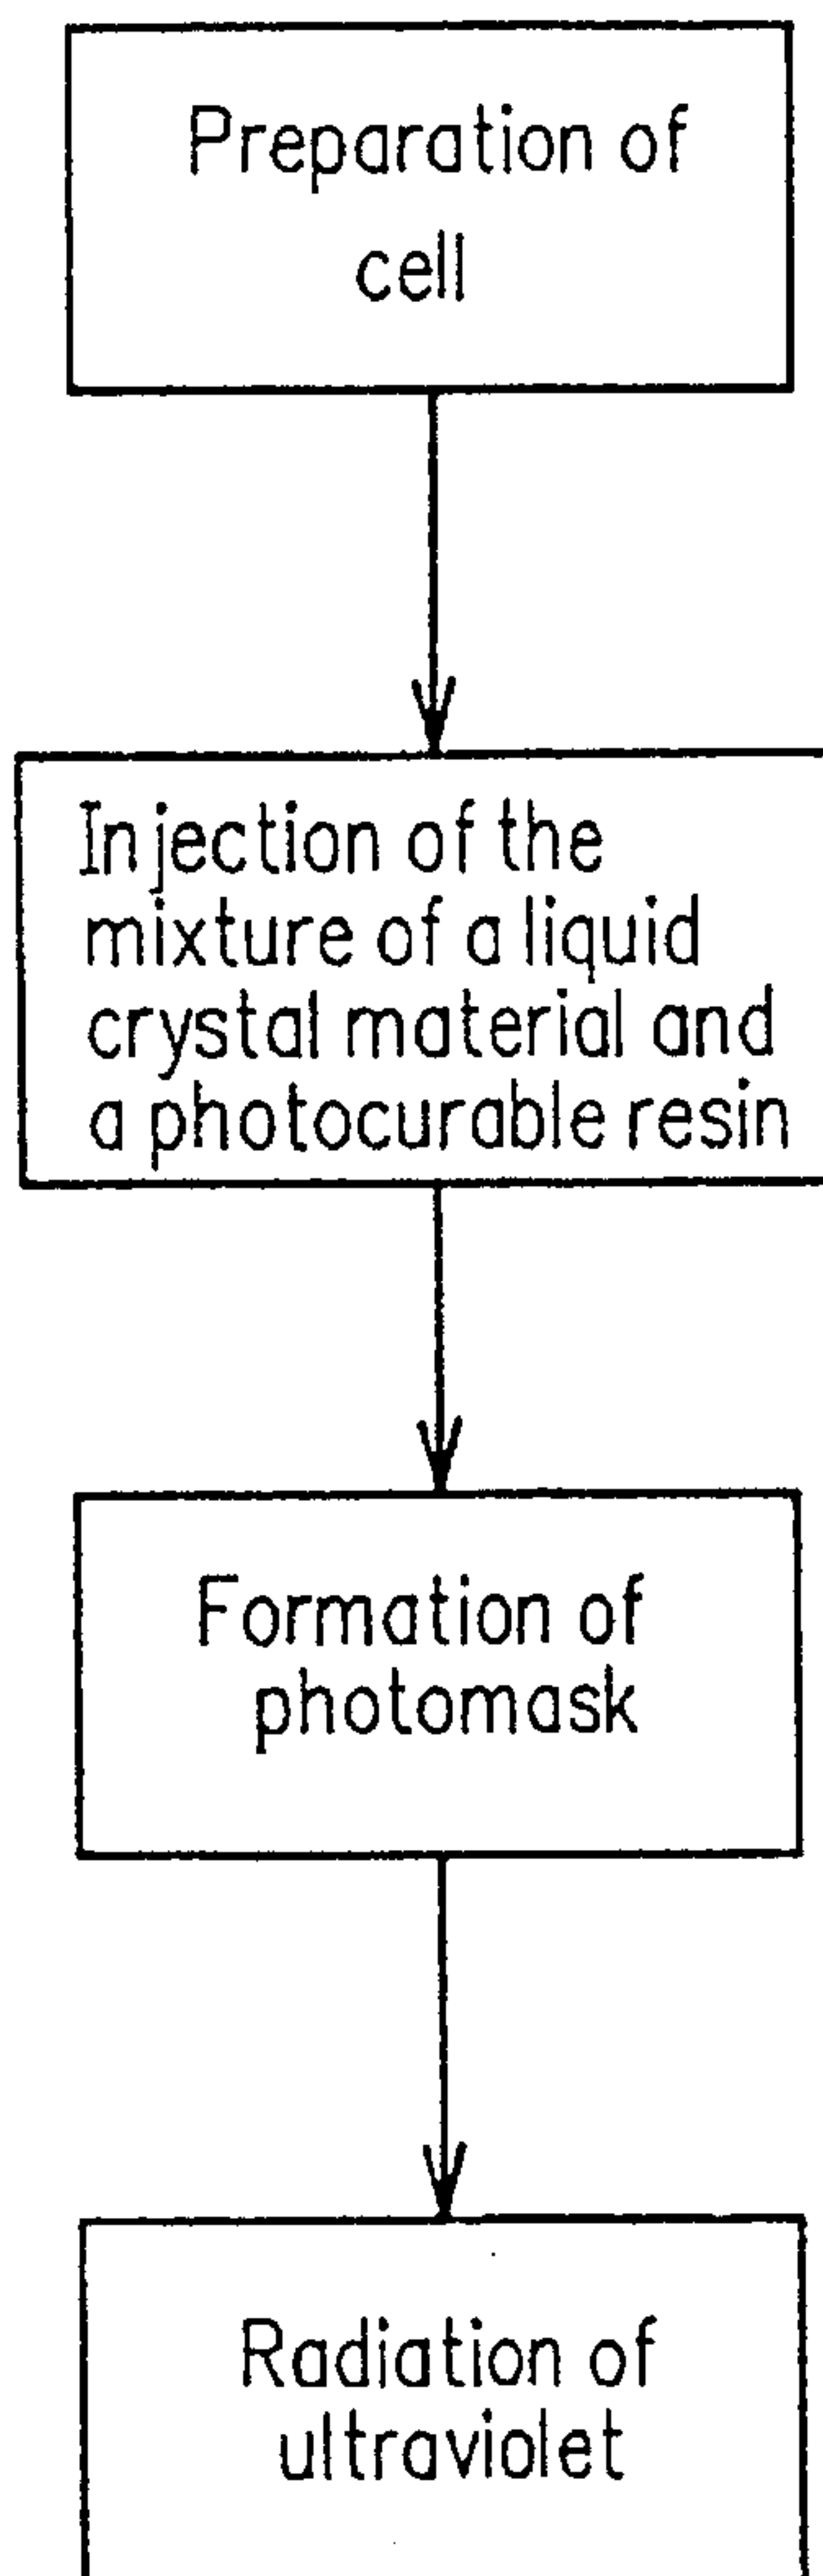 Preparation of
cell
Injection of the
mixture of a liquid
crystal material and
a photocurable resin
Formation of
photomask
Radiation of
ultraviolet